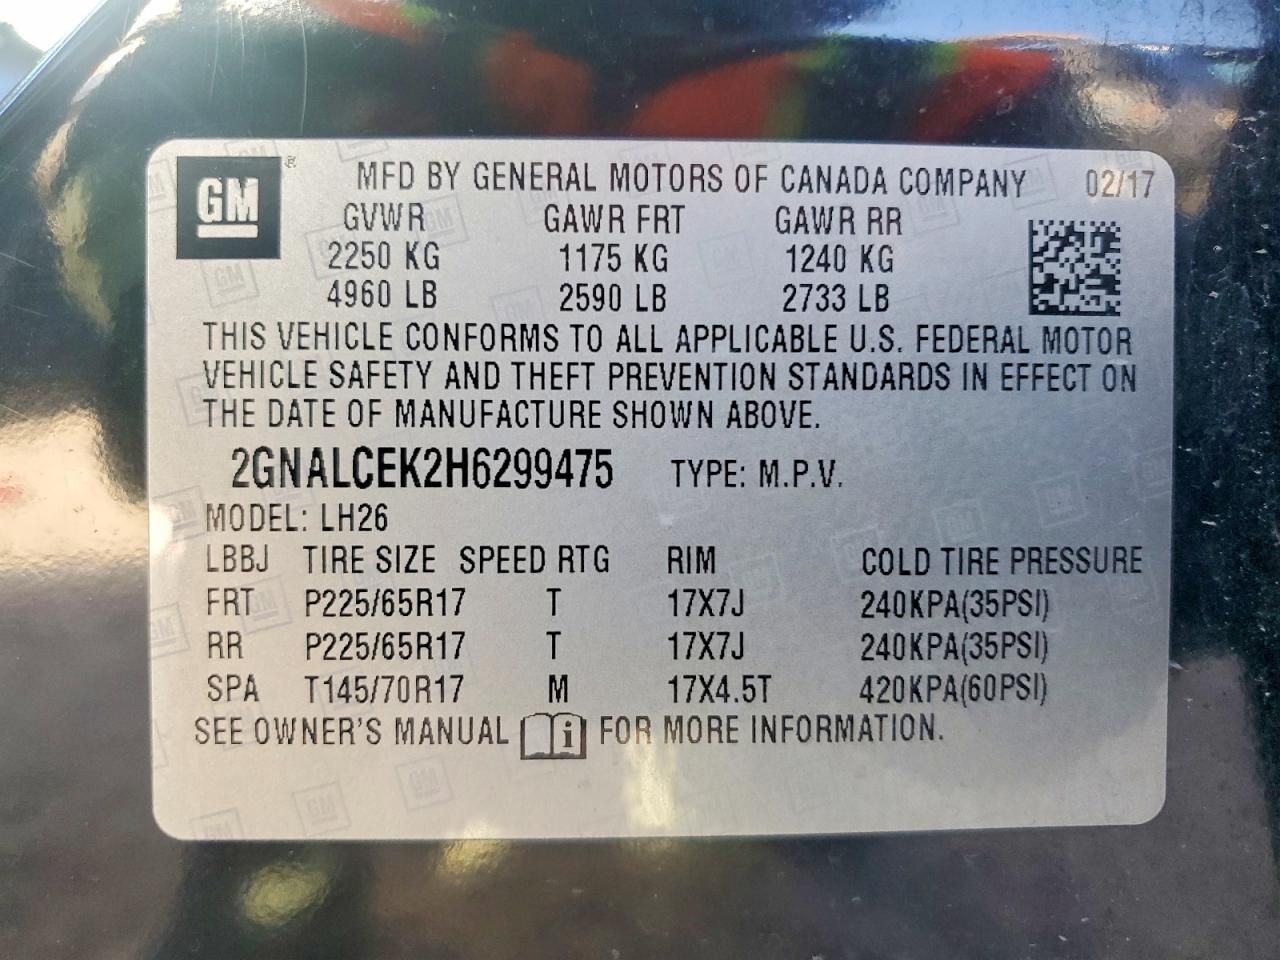 GM ® MFD BY GENERAL MOTORS OF CANADA COMPANY 02/17
GVWR GAWR FRT GAWR RR
2250 KG 1175 KG 1240 KG
4960 LB 2590 LB 2733 LB
THIS VEHICLE CONFORMS TO ALL APPLICABLE U.S. FEDERAL MOTOR
VEHICLE SAFETY AND THEFT PREVENTION STANDARDS IN EFFECT ON
THE DATE OF MANUFACTURE SHOWN ABOVE.
2GNALCEK2H6299475 TYPE: M.P.V.
MODEL: LH26
LBBJ TIRE SIZE SPEED RTG RIM COLD TIRE PRESSURE
FRT P225/65R17 T 17X7J 240KPA(35PSI)
RR P225/65R17 T 17X7J 240KPA(35PSI)
SPA T145/70R17 M 17X4.5T 420KPA(60PSI)
SEE OWNER'S MANUAL i FOR MORE INFORMATION.